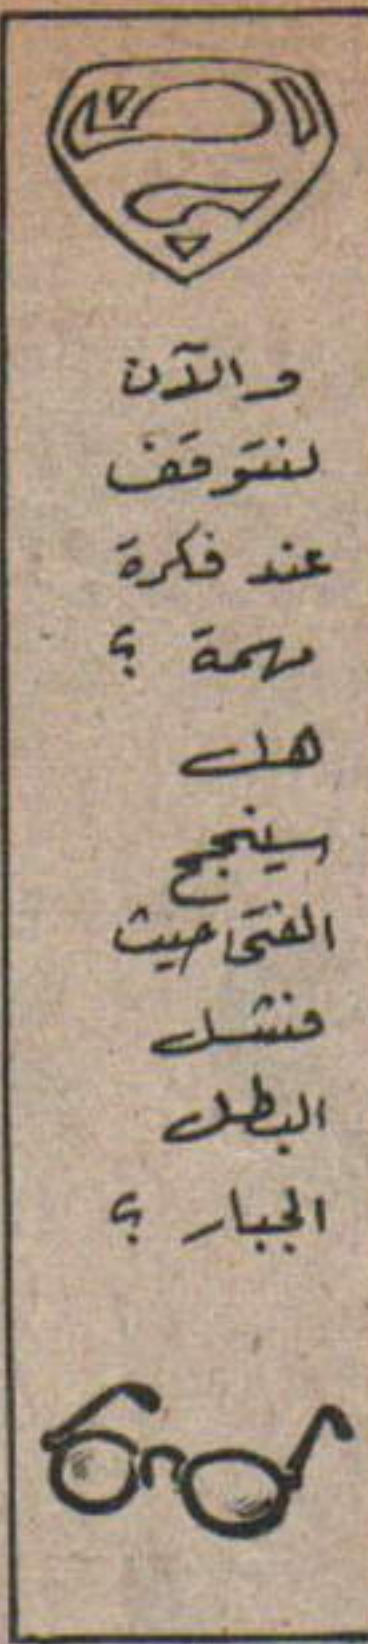 والآن
لنتوقف
عند فكرة
مهمة ؟
هل
سينجح
الفتى حيث
فشل
البطل
الجبار ؟